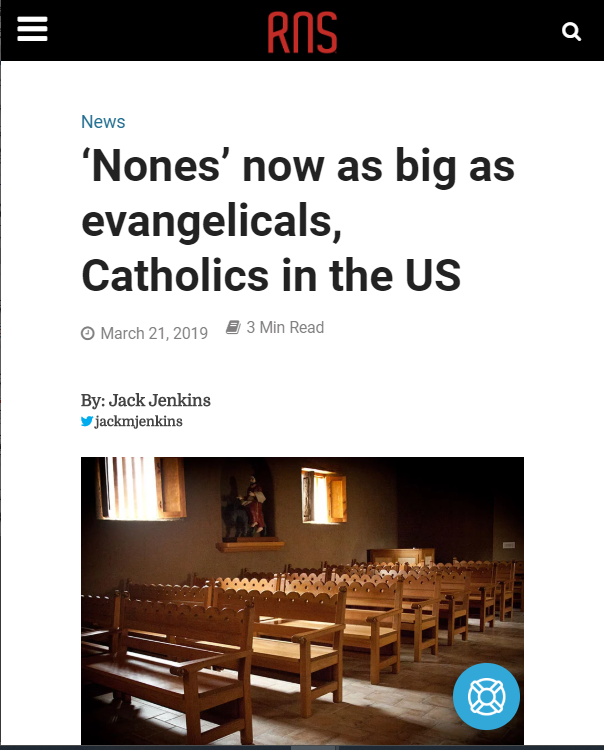 RNS
News
‘Nones’ now as big as
evangelicals,
Catholics in the US
March 21, 2019 3 Min Read
By: Jack Jenkins
jackmjenkins